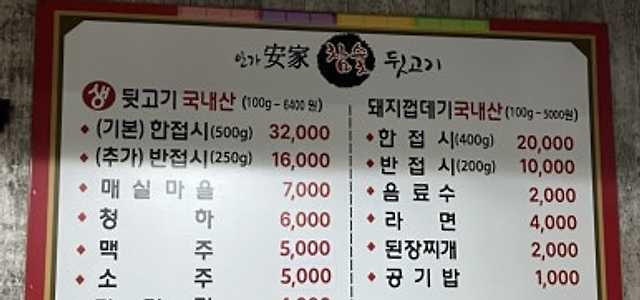 안가 安家 참숯 뒷고기
생 뒷고기 국내산 (100g - 6400원)
(기본) 한접시(500g) 32,000
(추가) 반접시(250g) 16,000
매실마을 7,000
청하 6,000
맥주 5,000
소주 5,000
돼지껍데기국내산 (100g - 5000원)
한접시(400g) 20,000
반접시(200g) 10,000
음료수 2,000
라면 4,000
된장찌개 2,000
공기밥 1,000